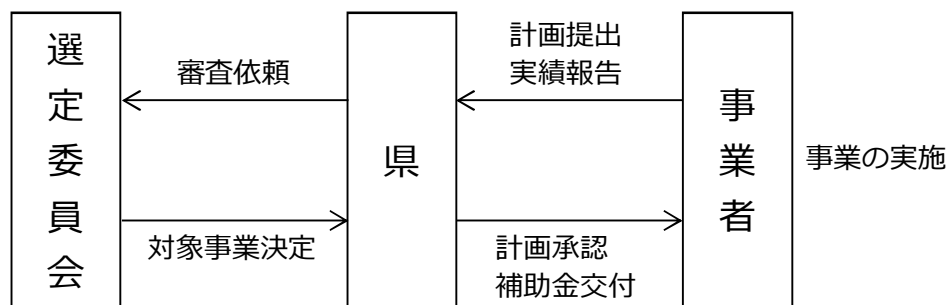 選定委員会
審査依頼
対象事業決定
県
計画提出
実績報告
計画承認
補助金交付
事業者
事業の実施